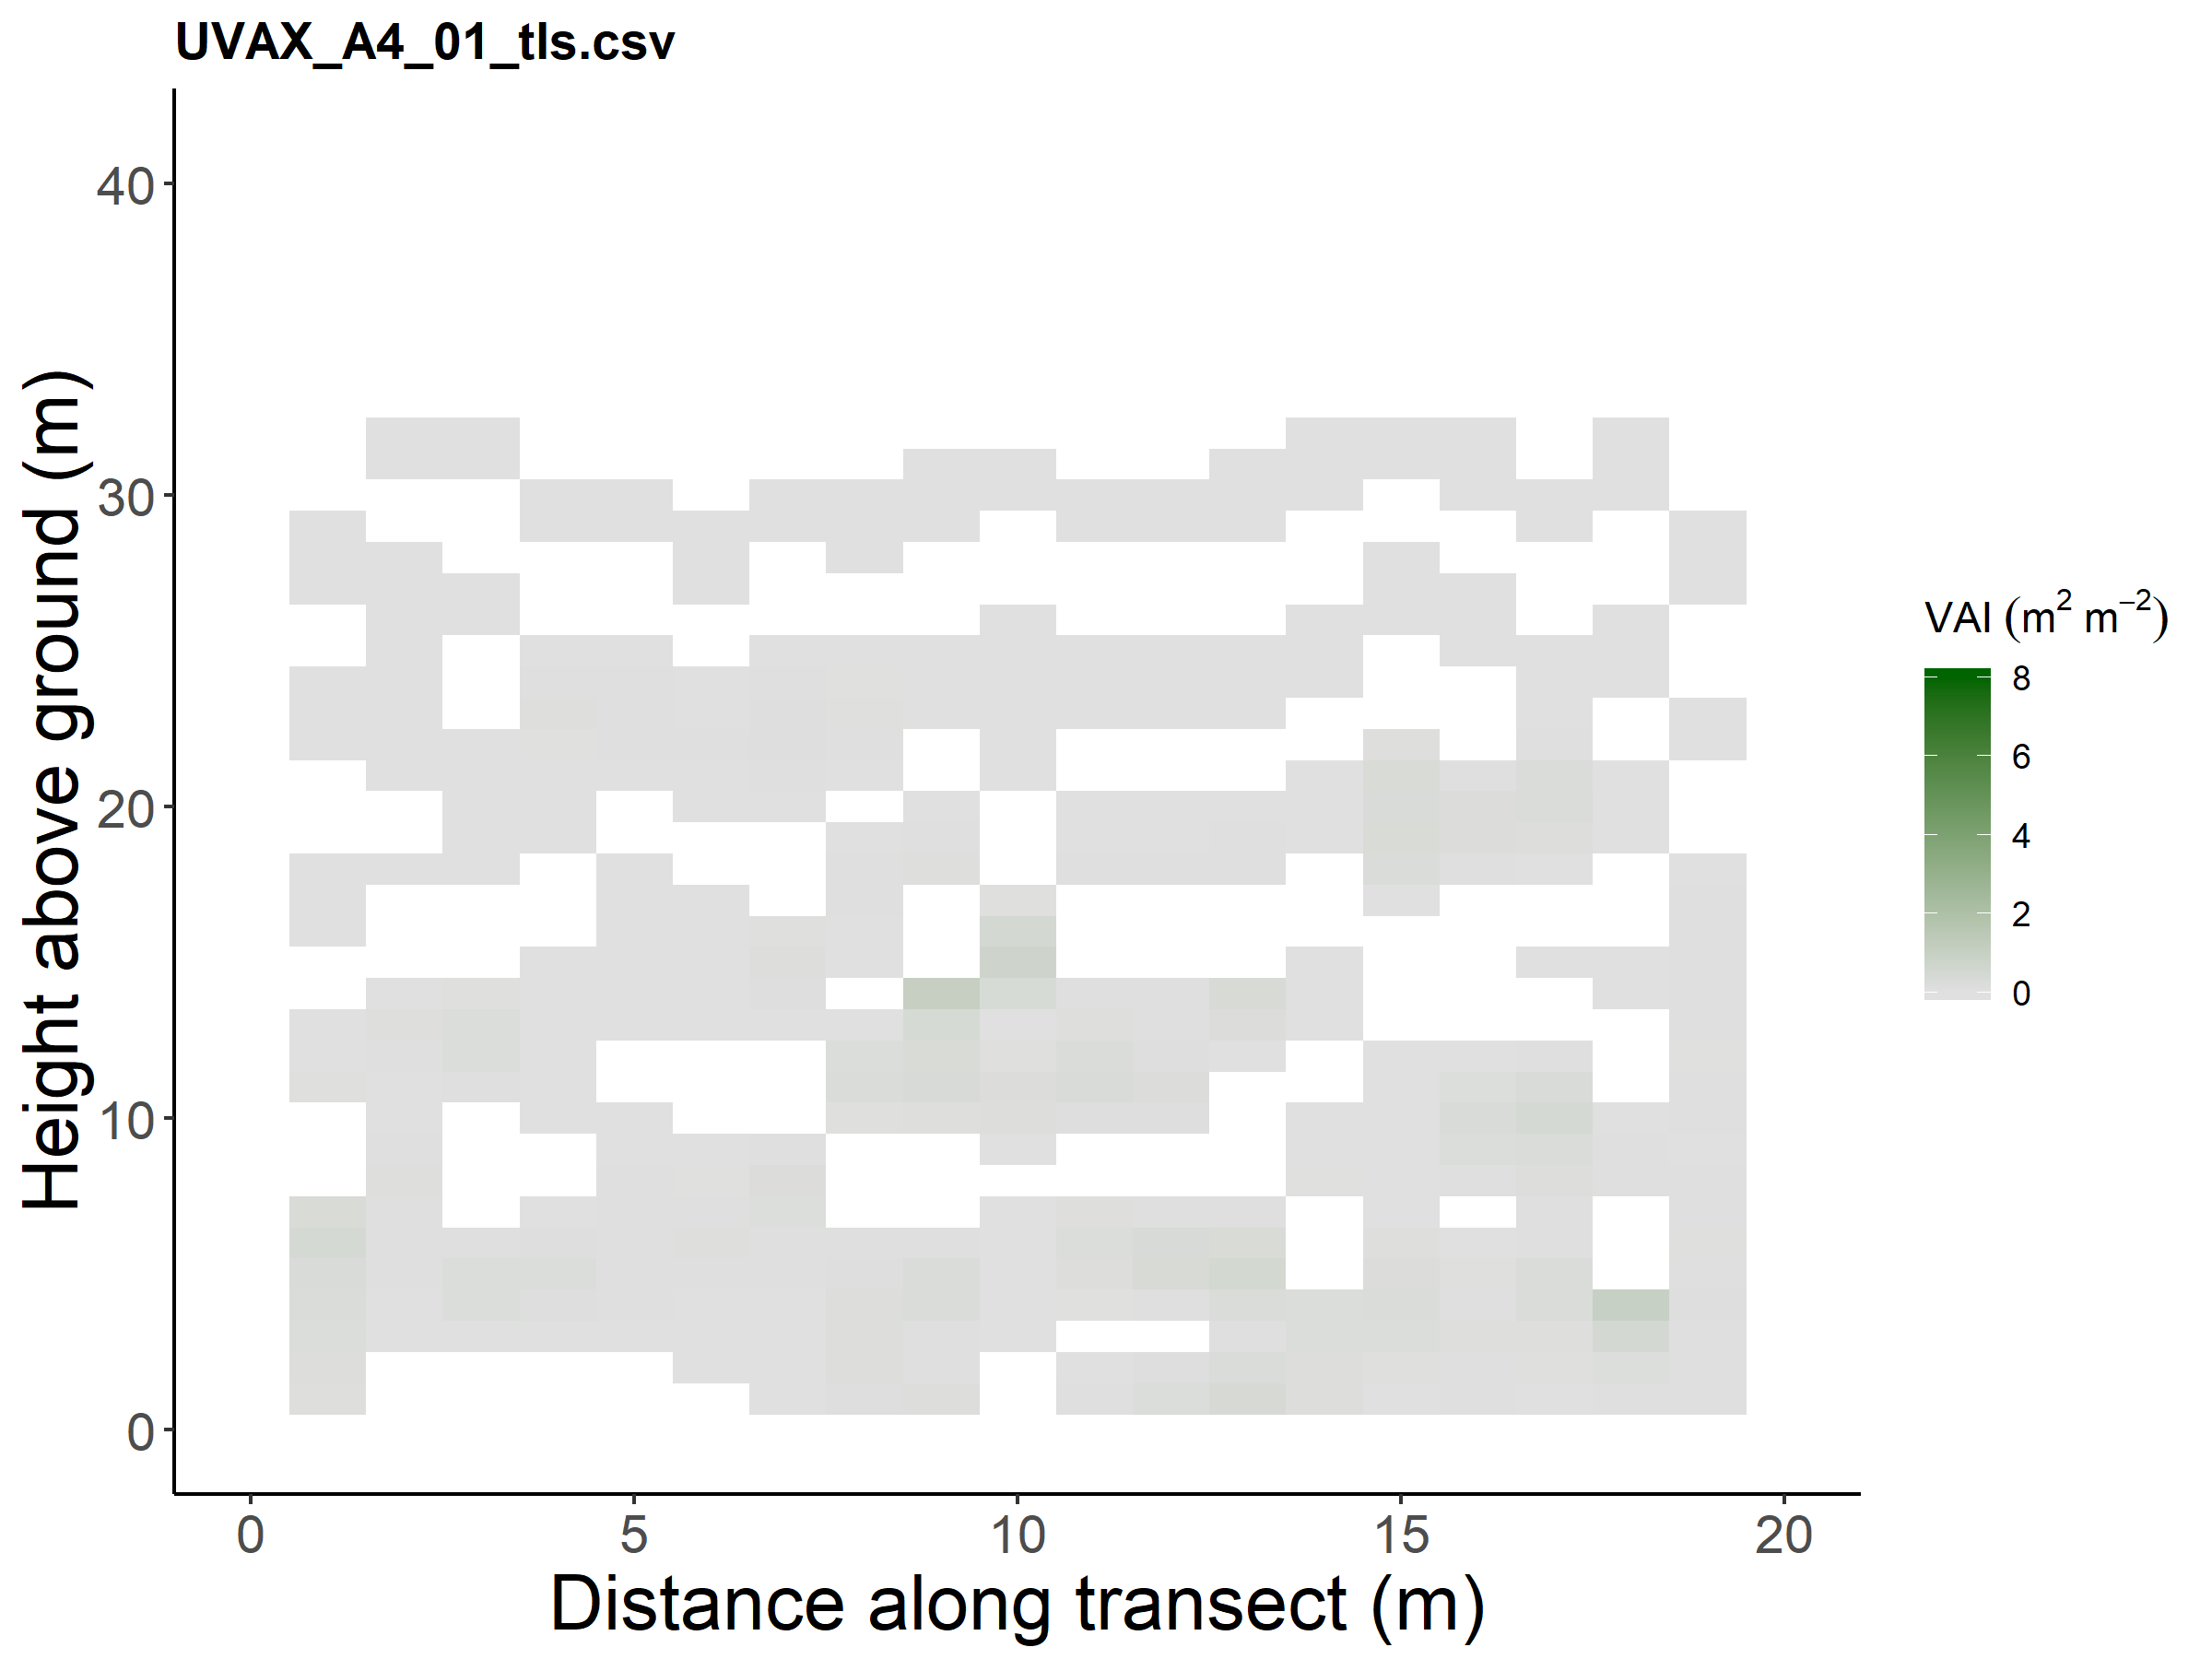 UVAX_A4_01_tls.csv
Height above ground (m)
40
30
20
10
0
0 5 10 15 20
Distance along transect (m)
VAI (m² m⁻²)
8
6
4
2
0